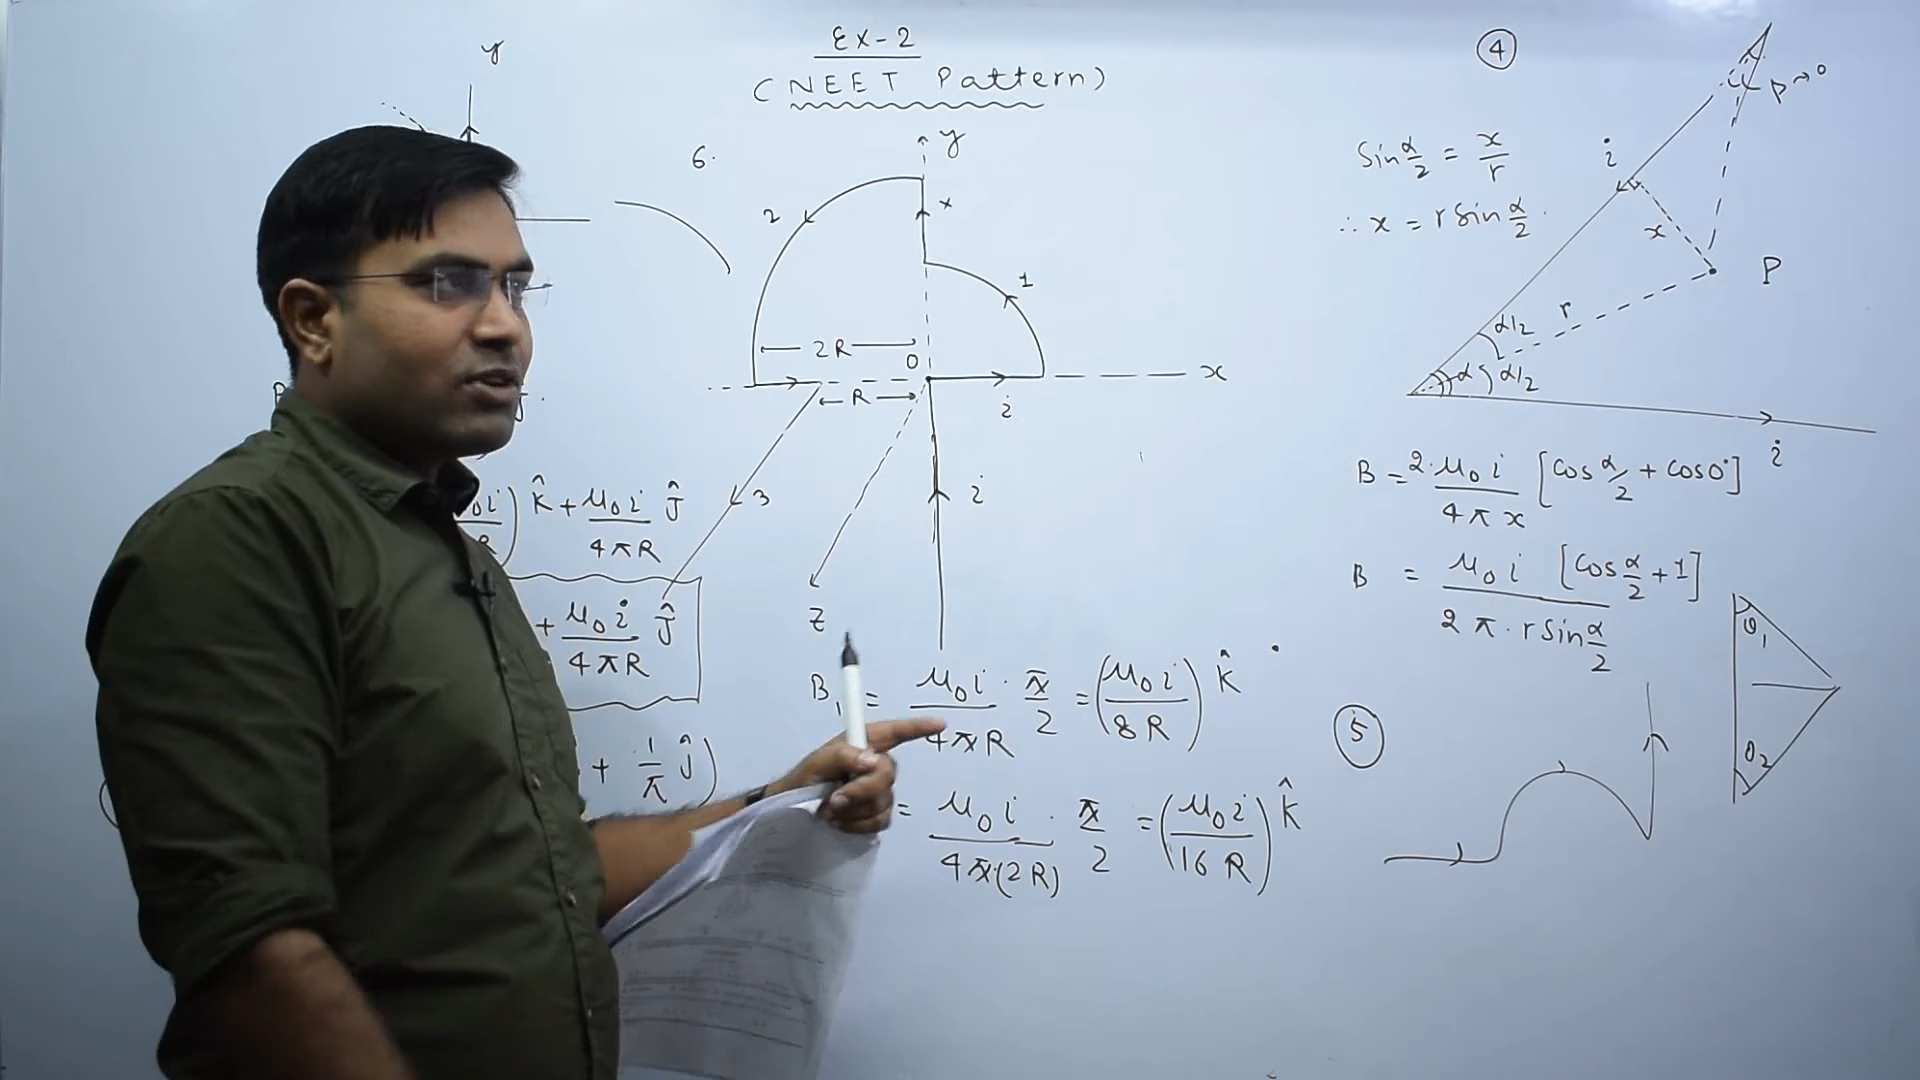 Ex-2
(NEET Pattern)
y
6.
y
x
2
1
2R
O
R
x
i
3
i
z
μ₀i/R) k̂ + μ₀i/4πR ĵ
+ μ₀i/4πR ĵ
+ 1/π ĵ)
B₁ = μ₀i/4πR · π/2 = (μ₀i/8R) k̂
= μ₀i/4π(2R) · π/2 = (μ₀i/16R) k̂
④
Sin α/2 = x/r
∴ x = r Sin α/2
i
x
P
r
α/2
α
α/2
i
B = 2·μ₀i/4πx [Cos α/2 + Cos 0°]
B = μ₀i/2π·r Sin α/2 [Cos α/2 + 1]
θ₁
θ₂
⑤